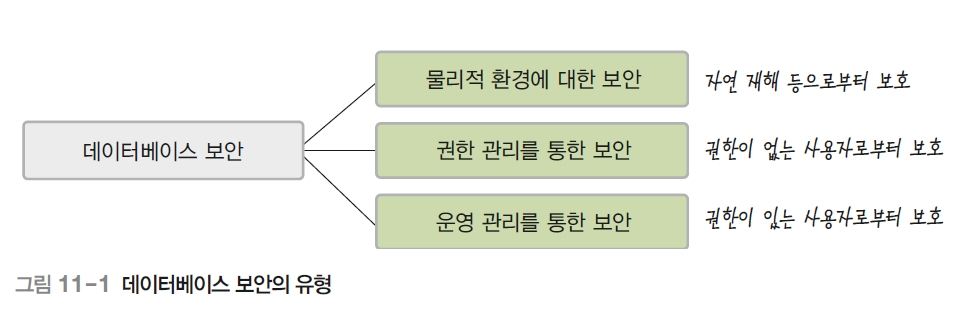 물리적 환경에 대한 보안 자연 재해 등으로부터 보호
데이터베이스 보안 권한 관리를 통한 보안 권한이 없는 사용자로부터 보호
운영 관리를 통한 보안 권한이 있는 사용자로부터 보호
그림 11-1 데이터베이스 보안의 유형